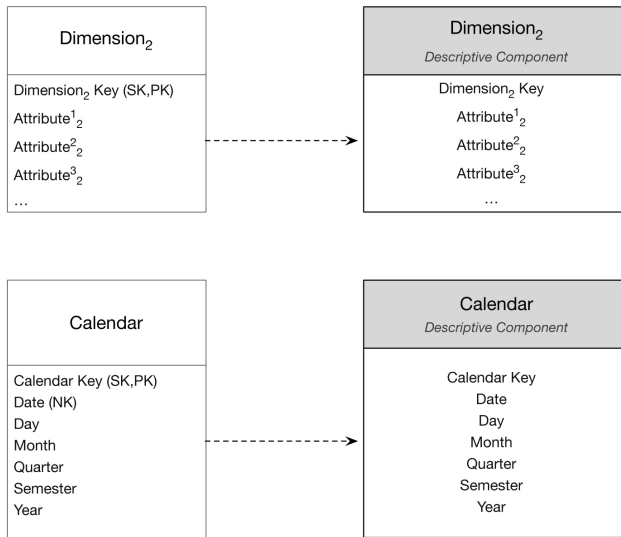 Dimension₂
Dimension₂ Key (SK,PK)
Attribute¹₂
Attribute²₂
Attribute³₂
…
Dimension₂
Descriptive Component
Dimension₂ Key
Attribute¹₂
Attribute²₂
Attribute³₂
…
Calendar
Calendar Key (SK,PK)
Date (NK)
Day
Month
Quarter
Semester
Year
Calendar
Descriptive Component
Calendar Key
Date
Day
Month
Quarter
Semester
Year